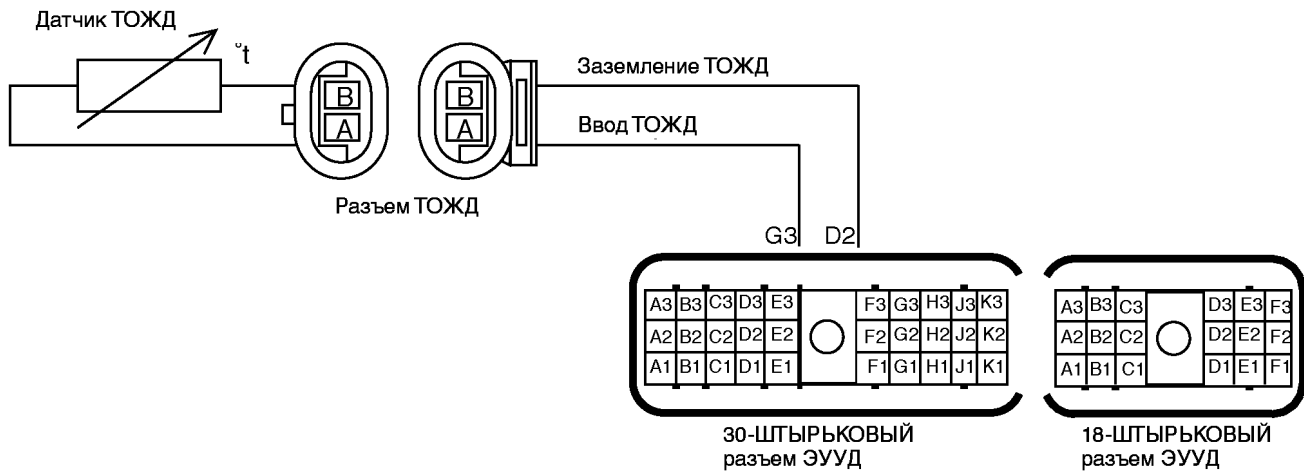 Датчик ТОЖД
°t
B
A
B
A
Заземление ТОЖД
Ввод ТОЖД
Разъем ТОЖД
G3 D2
A3 B3 C3 D3 E3 F3 G3 H3 J3 K3
A2 B2 C2 D2 E2 F2 G2 H2 J2 K2
A1 B1 C1 D1 E1 F1 G1 H1 J1 K1
A3 B3 C3 D3 E3 F3
A2 B2 C2 D2 E2 F2
A1 B1 C1 D1 E1 F1
30-ШТЫРЬКОВЫЙ
разъем ЭУУД
18-ШТЫРЬКОВЫЙ
разъем ЭУУД